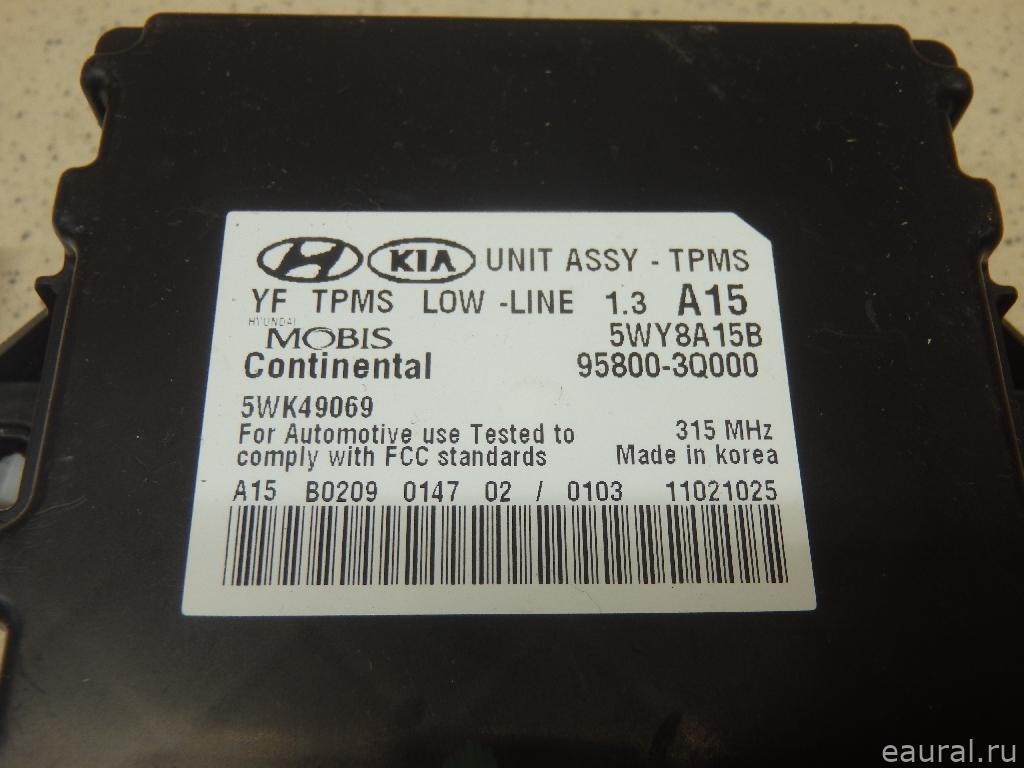 KIA UNIT ASSY - TPMS
YF TPMS LOW -LINE 1.3 A15
HYUNDAI
MOBIS 5WY8A15B
Continental 95800-3Q000
5WK49069
For Automotive use Tested to 315 MHz
comply with FCC standards Made in korea
A15 B0209 0147 02 / 0103 11021025
eaural.ru